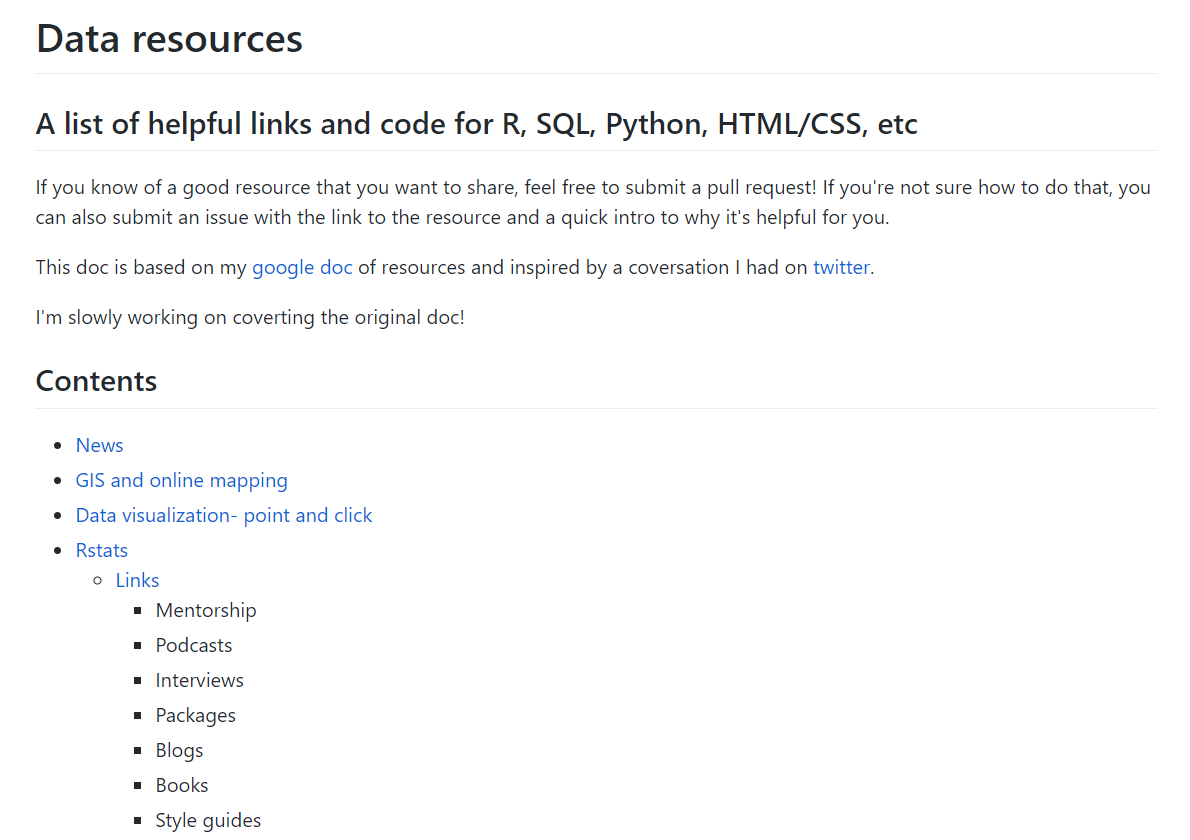 Data resources
A list of helpful links and code for R, SQL, Python, HTML/CSS, etc
If you know of a good resource that you want to share, feel free to submit a pull request! If you're not sure how to do that, you
can also submit an issue with the link to the resource and a quick intro to why it's helpful for you.
This doc is based on my google doc of resources and inspired by a coversation I had on twitter.
I'm slowly working on coverting the original doc!
Contents
News
GIS and online mapping
Data visualization- point and click
Rstats
Links
Mentorship
Podcasts
Interviews
Packages
Blogs
Books
Style guides